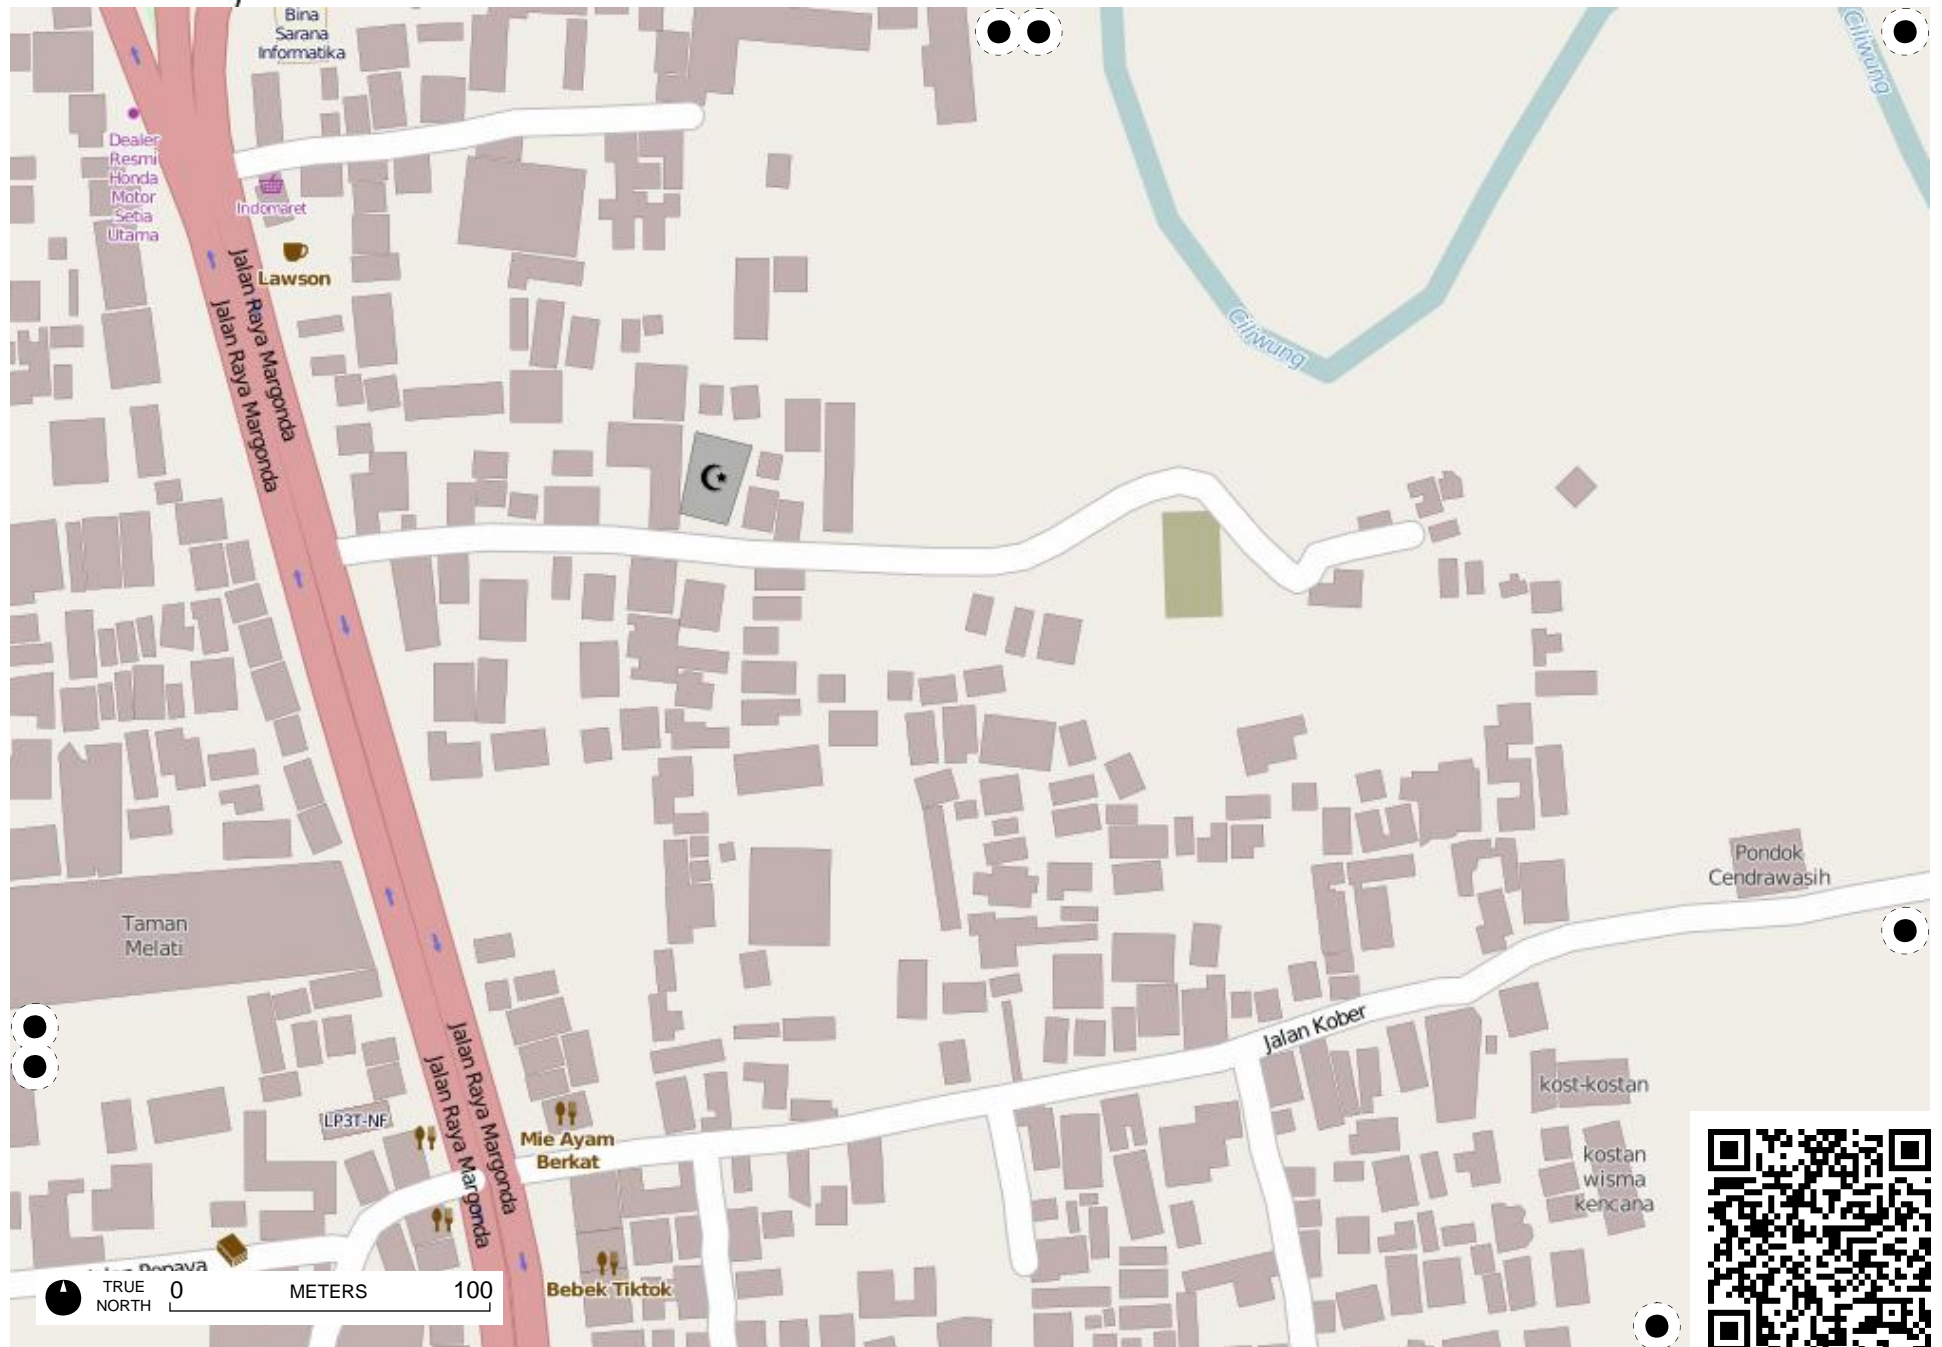 Bina
Sarana
Informatika
Ciliwung
Dealer
Resmi
Honda
Motor
Setia
Utama
Indomaret
Lawson
Jalan Raya Margonda
Jalan Raya Margonda
Ciliwung
Pondok
Cendrawasih
Taman
Melati
Jalan Kober
Jalan Raya Margonda
Jalan Raya Margonda
kost-kostan
LP3T-NF
Mie Ayam
Berkat
kostan
wisma
kencana
Bebek Tiktok
TRUE
NORTH
0 METERS 100